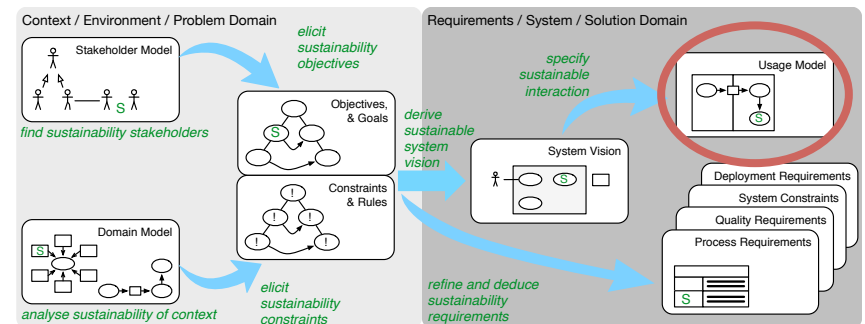 Context / Environment / Problem Domain
Stakeholder Model
S
find sustainability stakeholders
elicit
sustainability
objectives
Objectives,
& Goals
S
Constraints
& Rules
!
! !
! ! !
Domain Model
S
analyse sustainability of context
elicit
sustainability
constraints
derive
sustainable
system
vision
Requirements / System / Solution Domain
specify
sustainable
interaction
Usage Model
S
System Vision
S
refine and deduce
sustainability
requirements
Deployment Requirements
System Constraints
Quality Requirements
Process Requirements
S